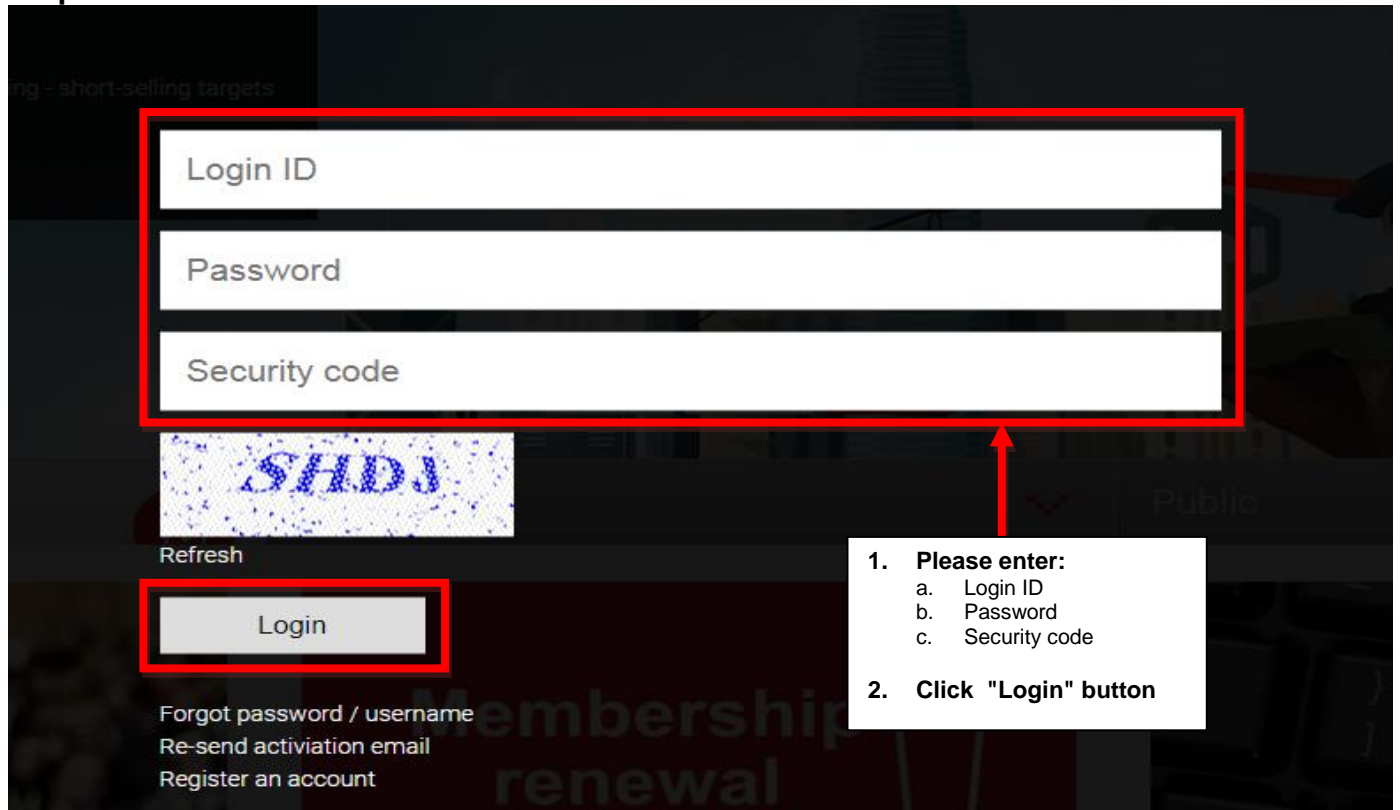 ing - short-selling targets
Login ID
Password
Security code
SHDJ
Public
Refresh
1. Please enter:
a. Login ID
b. Password
c. Security code
Login
2. Click "Login" button
Forgot password / username
Re-send activiation email
Register an account
Membership
renewal